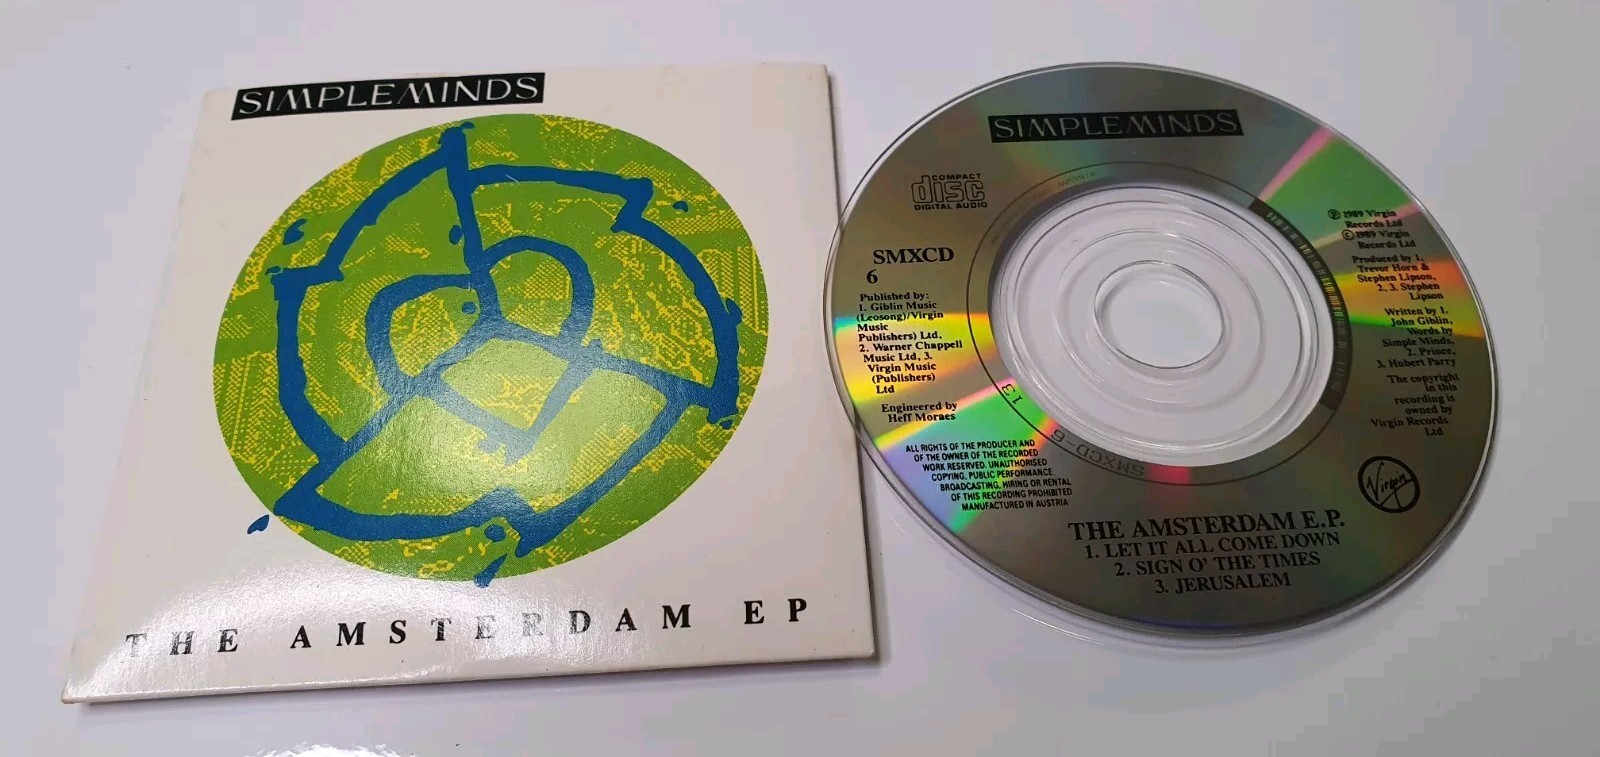 SIMPLE MINDS
THE AMSTERDAM EP
SIMPLE MINDS
COMPACT
disc
DIGITAL AUDIO
SMXCD
6
Published by:
1. Giblin Music
(Leosong)/Virgin
Music
Publishers) Ltd,
2. Warner Chappell
Music Ltd, 3.
Virgin Music
(Publishers)
Ltd
Engineered by
Heff Moraes
ALL RIGHTS OF THE PRODUCER AND
OF THE OWNER OF THE RECORDED
WORK RESERVED. UNAUTHORISED
COPYING, PUBLIC PERFORMANCE,
BROADCASTING, HIRING OR RENTAL
OF THIS RECORDING PROHIBITED
MANUFACTURED IN AUSTRIA
℗ 1989 Virgin
Records Ltd
© 1989 Virgin
Records Ltd
Produced by 1,
Trevor Horn &
Stephen Lipson,
2, 3. Stephen
Lipson
Written by 1.
John Giblin,
Words by
Simple Minds,
2. Prince,
3. Hubert Parry
The copyright
in this
recording is
owned by
Virgin Records
Ltd
Virgin
13
SMXCD-6
THE AMSTERDAM E.P.
1. LET IT ALL COME DOWN
2. SIGN O' THE TIMES
3. JERUSALEM